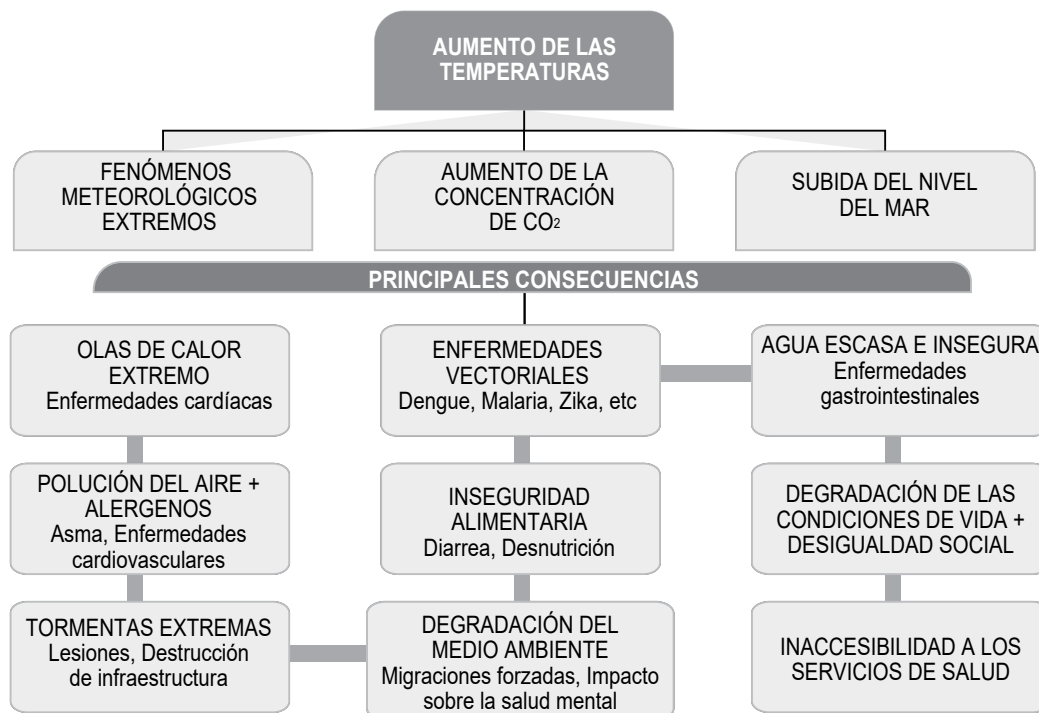 AUMENTO DE LAS
TEMPERATURAS
FENÓMENOS
METEOROLÓGICOS
EXTREMOS
AUMENTO DE LA
CONCENTRACIÓN
DE CO2
SUBIDA DEL NIVEL
DEL MAR
PRINCIPALES CONSECUENCIAS
OLAS DE CALOR
EXTREMO
Enfermedades cardíacas
ENFERMEDADES
VECTORIALES
Dengue, Malaria, Zika, etc
AGUA ESCASA E INSEGURA
Enfermedades
gastrointestinales
POLUCIÓN DEL AIRE +
ALERGENOS
Asma, Enfermedades
cardiovasculares
INSEGURIDAD
ALIMENTARIA
Diarrea, Desnutrición
DEGRADACIÓN DE LAS
CONDICIONES DE VIDA +
DESIGUALDAD SOCIAL
TORMENTAS EXTREMAS
Lesiones, Destrucción
de infraestructura
DEGRADACIÓN DEL
MEDIO AMBIENTE
Migraciones forzadas, Impacto
sobre la salud mental
INACCESIBILIDAD A LOS
SERVICIOS DE SALUD